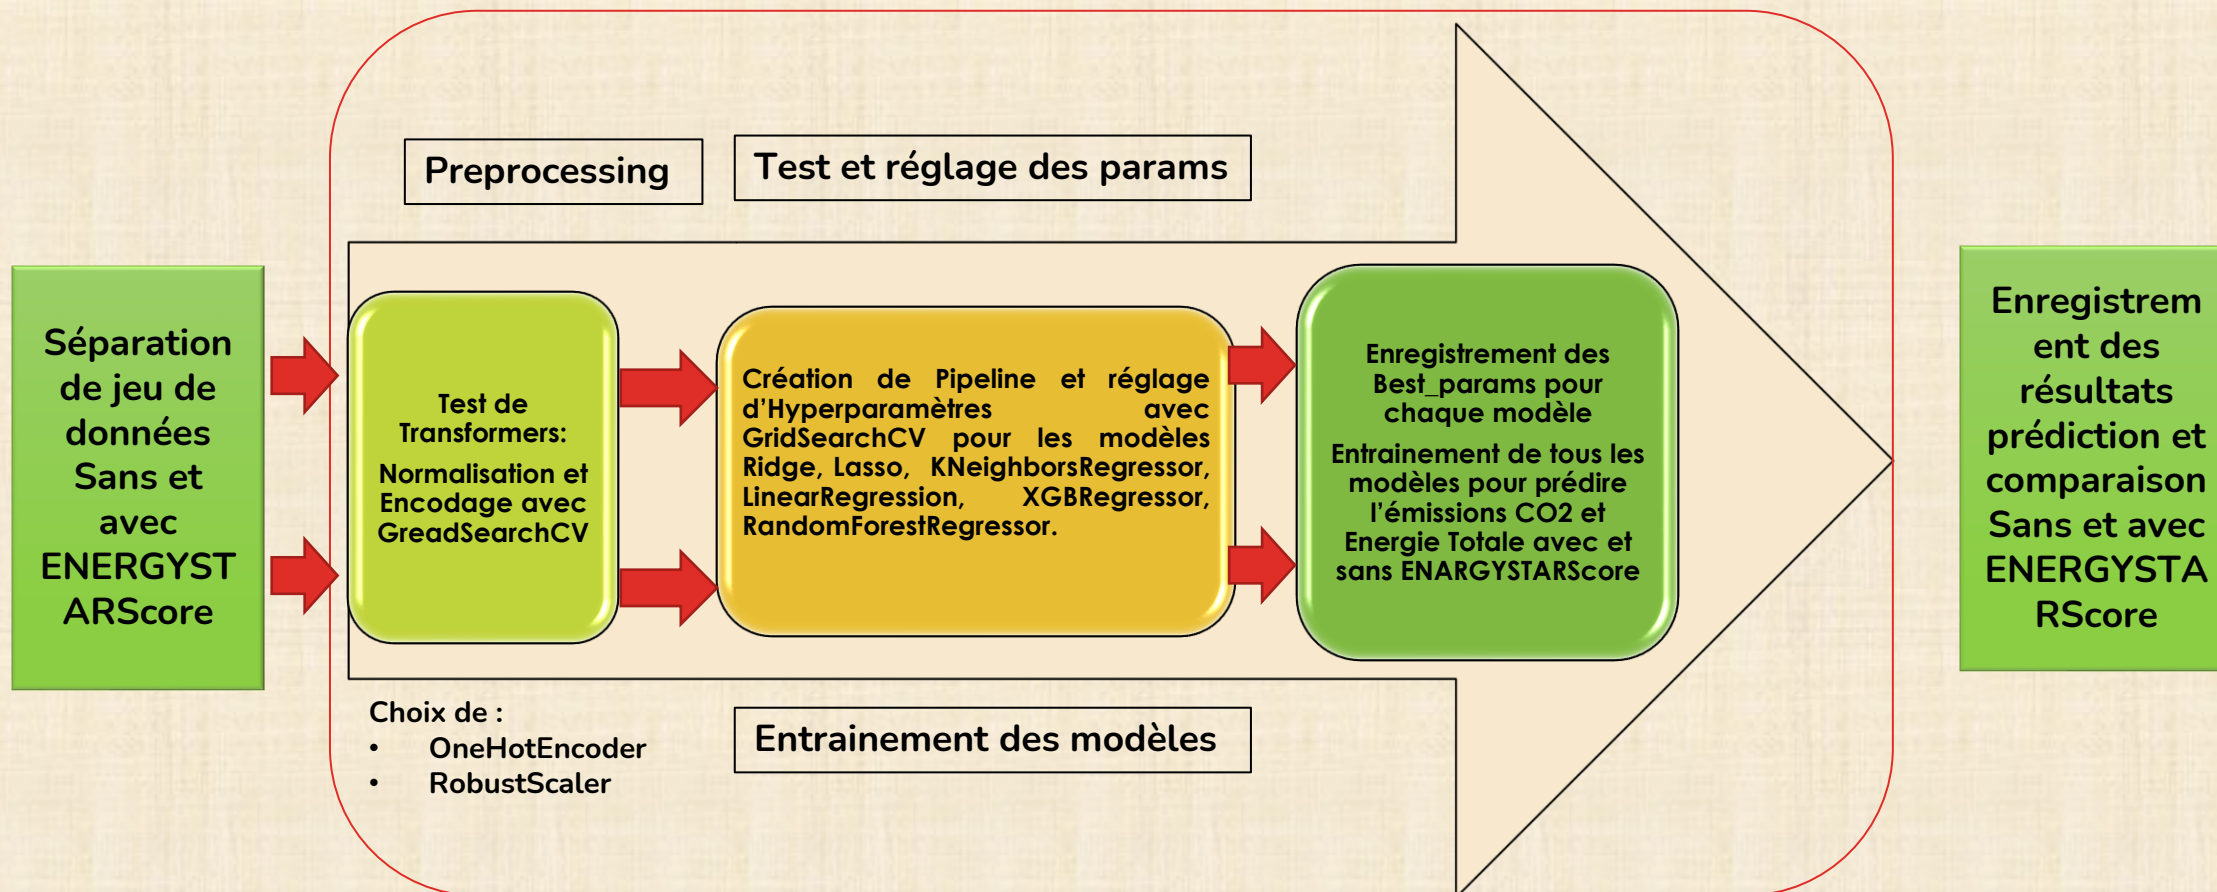 Preprocessing
Test et réglage des params
Séparation
de jeu de
données
Sans et
avec
ENERGYST
ARScore
Test de
Transformers:
Normalisation et
Encodage avec
GreadSearchCV
Création de Pipeline et réglage
d'Hyperparamètres avec
GridSearchCV pour les modèles
Ridge, Lasso, KNeighborsRegressor,
LinearRegression, XGBRegressor,
RandomForestRegressor.
Enregistrement des
Best_params pour
chaque modèle
Entrainement de tous les
modèles pour prédire
l'émissions CO2 et
Energie Totale avec et
sans ENARGYSTARScore
Enregistrem
ent des
résultats
prédiction et
comparaison
Sans et avec
ENERGYSTA
RScore
Choix de :
• OneHotEncoder
• RobustScaler
Entrainement des modèles